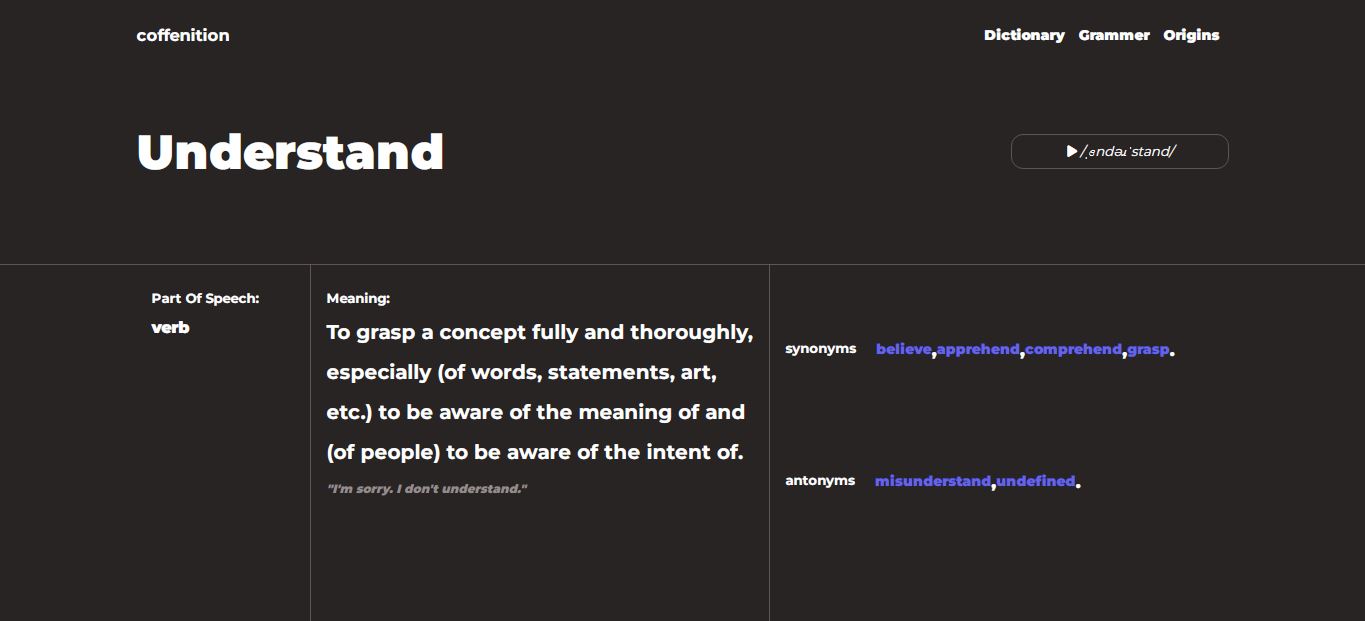 coffenition
Dictionary Grammer Origins
Understand
Part Of Speech:
verb
Meaning:
To grasp a concept fully and thoroughly,
especially (of words, statements, art,
etc.) to be aware of the meaning of and
(of people) to be aware of the intent of.
"I'm sorry. I don't understand."
synonyms believe,apprehend,comprehend,grasp.
antonyms misunderstand,undefined.